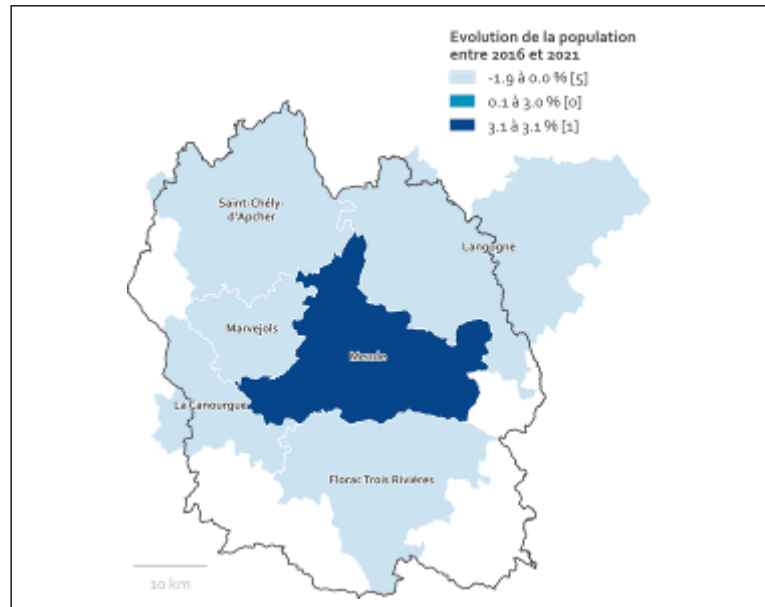 Evolution de la population
entre 2016 et 2021
-1.9 à 0.0 % [5]
0.1 à 3.0 % [0]
3.1 à 3.1 % [1]
Saint-Chély-
d'Apcher
Langogne
Marvejols
Mende
La Canourgue
Florac Trois Rivières
10 km